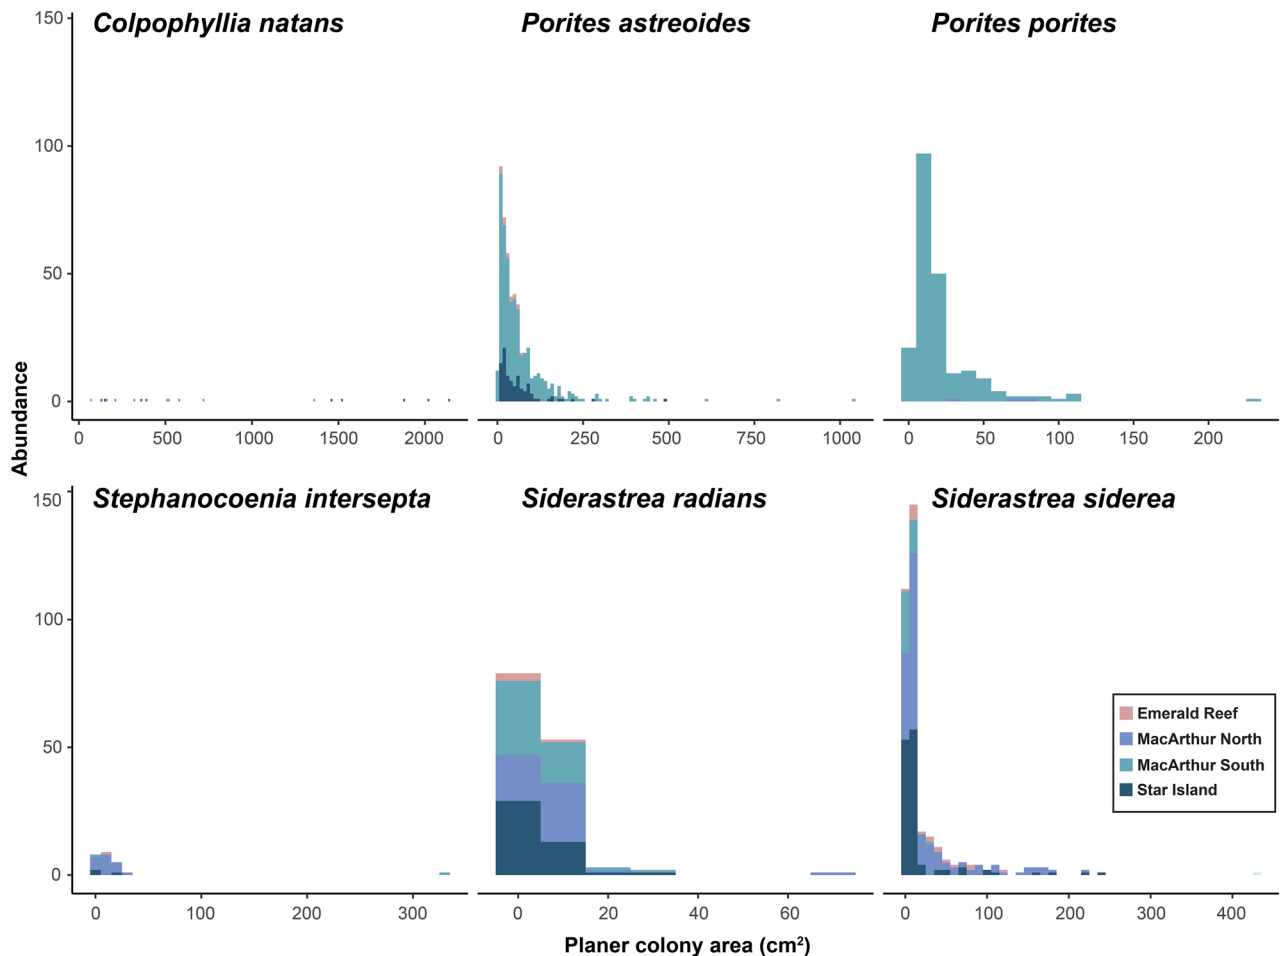 Colpophyllia natans
Porites astreoides
Porites porites
150
100
50
0
0 500 1000 1500 2000
0 250 500 750 1000
0 50 100 150 200
Abundance
Stephanocoenia intersepta
Siderastrea radians
Siderastrea siderea
150
100
50
0
Emerald Reef
MacArthur North
MacArthur South
Star Island
0 100 200 300
0 20 40 60
0 100 200 300 400
Planer colony area (cm²)